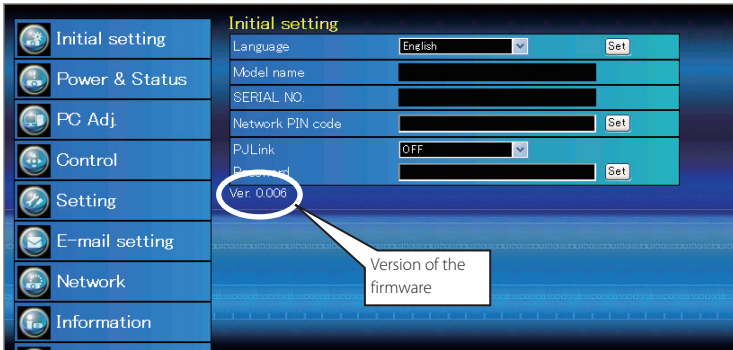 Initial setting
Power & Status
PC Adj.
Control
Setting
E-mail setting
Network
Information
Initial setting
Language English Set
Model name
SERIAL NO.
Network PIN code Set
PJLink OFF
Password Set
Ver. 0.006
Version of the
firmware